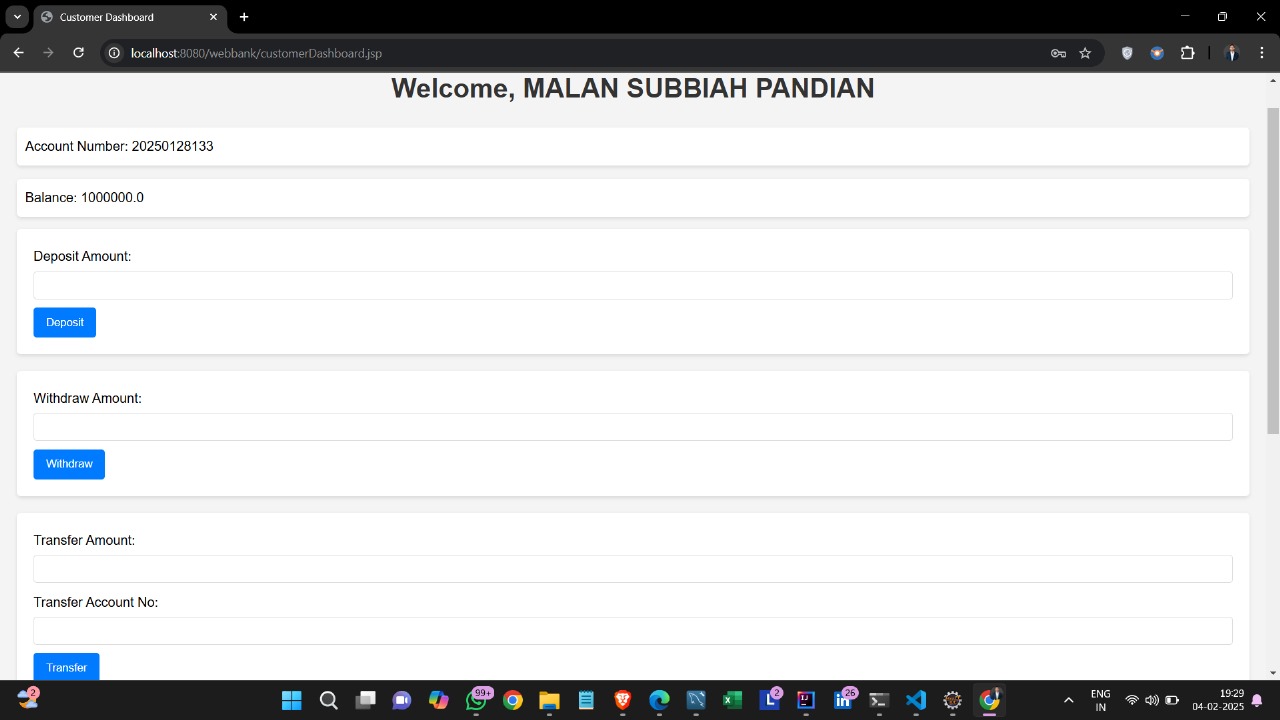 Customer Dashboard
localhost:8080/webbank/customerDashboard.jsp
Welcome, MALAN SUBBIAH PANDIAN
Account Number: 20250128133
Balance: 1000000.0
Deposit Amount:
Deposit
Withdraw Amount:
Withdraw
Transfer Amount:
Transfer Account No:
Transfer
2
99+
L
2
IJ
in
26
ENG
IN
19:29
04-02-2025